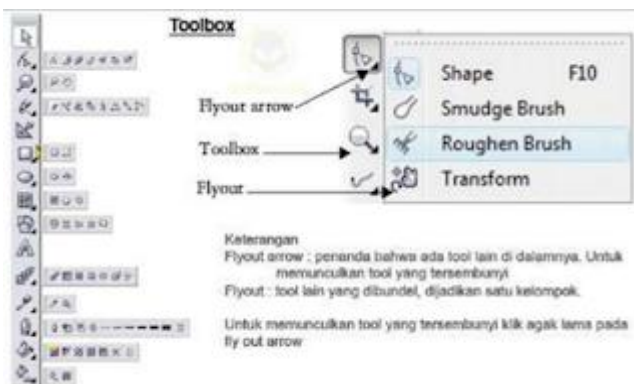 Toolbox
Flyout arrow
Toolbox
Flyout
Shape F10
Smudge Brush
Roughen Brush
Transform
Keterangan
Flyout arrow : penanda bahwa ada tool lain di dalamnya. Untuk
memunculkan tool yang tersembunyi
Flyout : tool lain yang dibundel, dijadikan satu kelompok.
Untuk memunculkan tool yang tersembunyi klik agak lama pada
fly out arrow